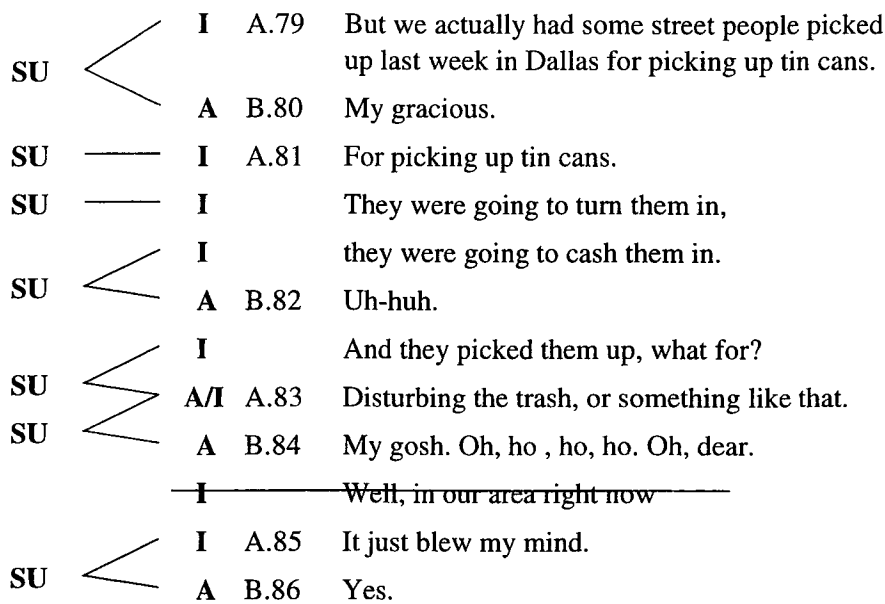 I A.79 But we actually had some street people picked
up last week in Dallas for picking up tin cans.
SU
A B.80 My gracious.
SU I A.81 For picking up tin cans.
SU I They were going to turn them in,
I they were going to cash them in.
SU
A B.82 Uh-huh.
I And they picked them up, what for?
SU
A/I A.83 Disturbing the trash, or something like that.
SU
A B.84 My gosh. Oh, ho , ho, ho. Oh, dear.
I Well, in our area right now
I A.85 It just blew my mind.
SU
A B.86 Yes.